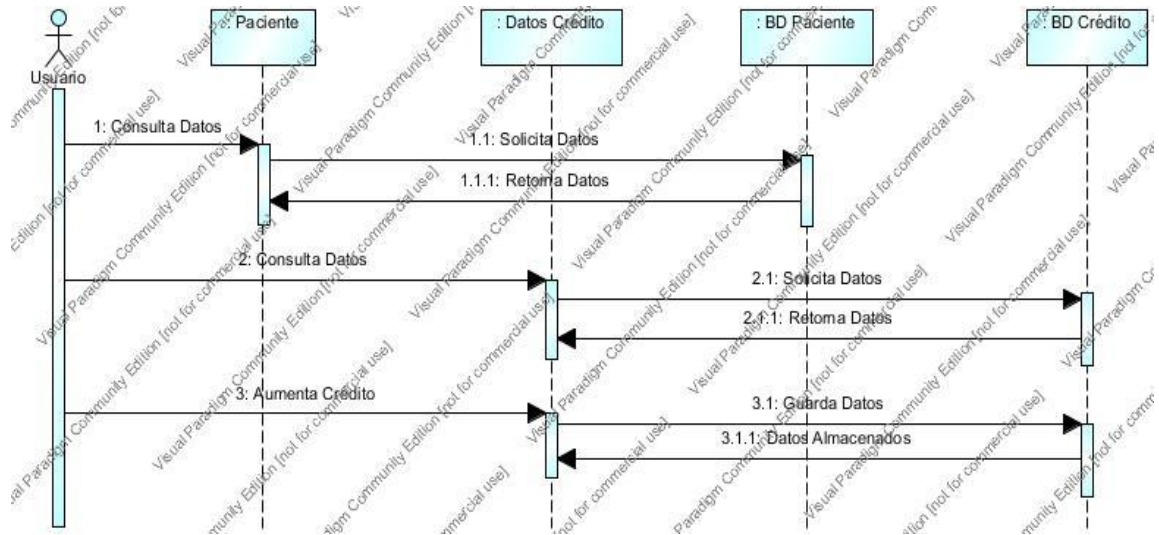 : Paciente
: Datos Crédito
: BD Paciente
: BD Crédito
Usuário
1: Consulta Datos
1.1: Solicita Datos
1.1.1: Retorna Datos
2: Consulta Datos
2.1: Solicita Datos
2.1.1: Retorna Datos
3: Aumenta Crédito
3.1: Guarda Datos
3.1.1: Datos Almacenados
Visual Paradigm Community Edition [not for commercial use]